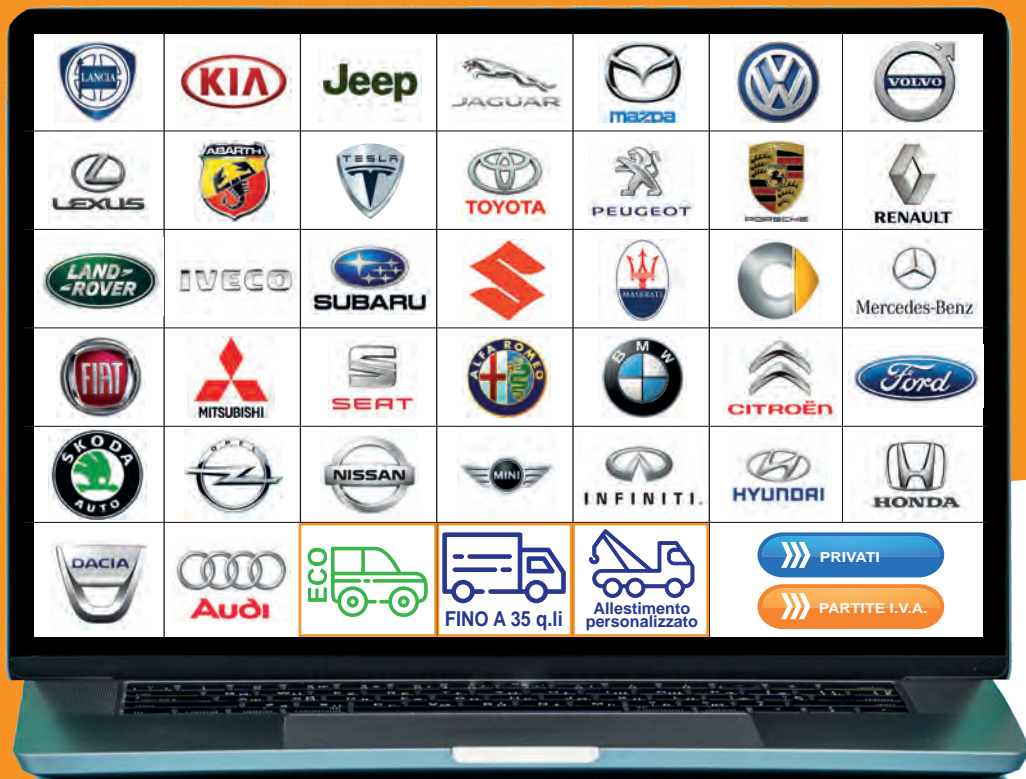 LANCIA
KIA
Jeep
JAGUAR
mazda
VOLVO
LEXUS
ABARTH
TESLA
TOYOTA
PEUGEOT
PORSCHE
RENAULT
LAND-
-ROVER
IVECO
SUBARU
MASERATI
Mercedes-Benz
FIAT
MITSUBISHI
SEAT
ALFA ROMEO
BMW
CITROËN
Ford
SKODA
AUTO
OPEL
NISSAN
MINI
INFINITI.
HYUNDAI
HONDA
DACIA
Audi
ECO
FINO A 35 q.li
Allestimento
personalizzato
PRIVATI
PARTITE I.V.A.